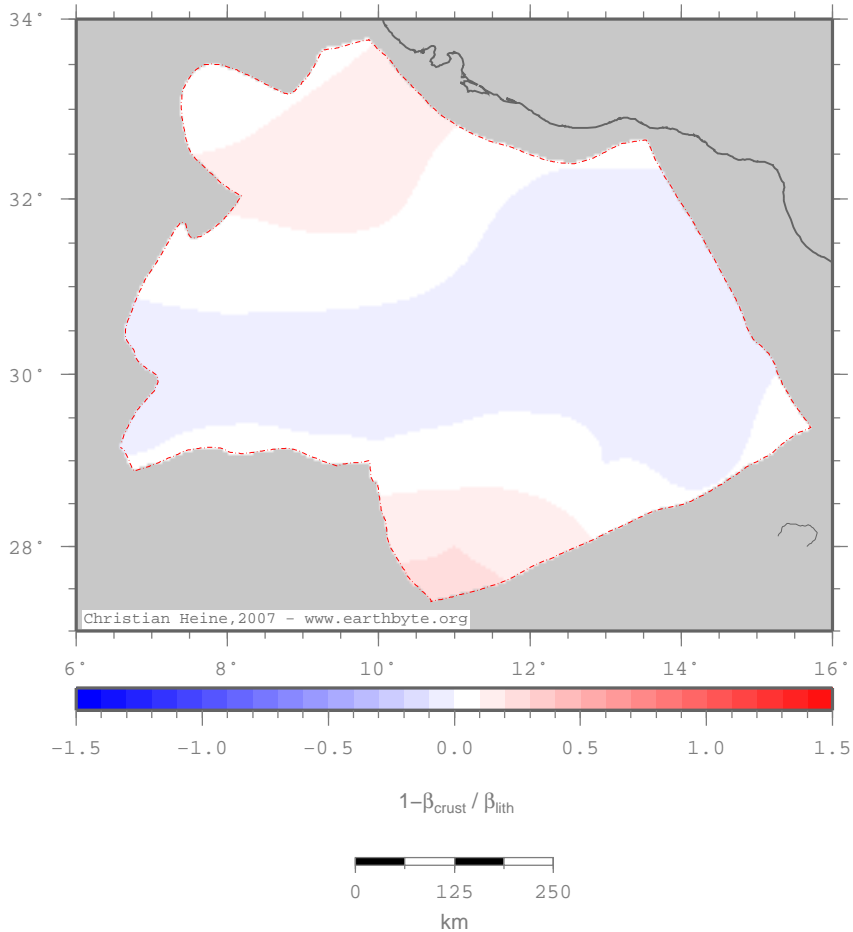 34°
32°
30°
28°
Christian Heine,2007 - www.earthbyte.org
6° 8° 10° 12° 14° 16°
−1.5 −1.0 −0.5 0.0 0.5 1.0 1.5
1−βcrust / βlith
0 125 250
km